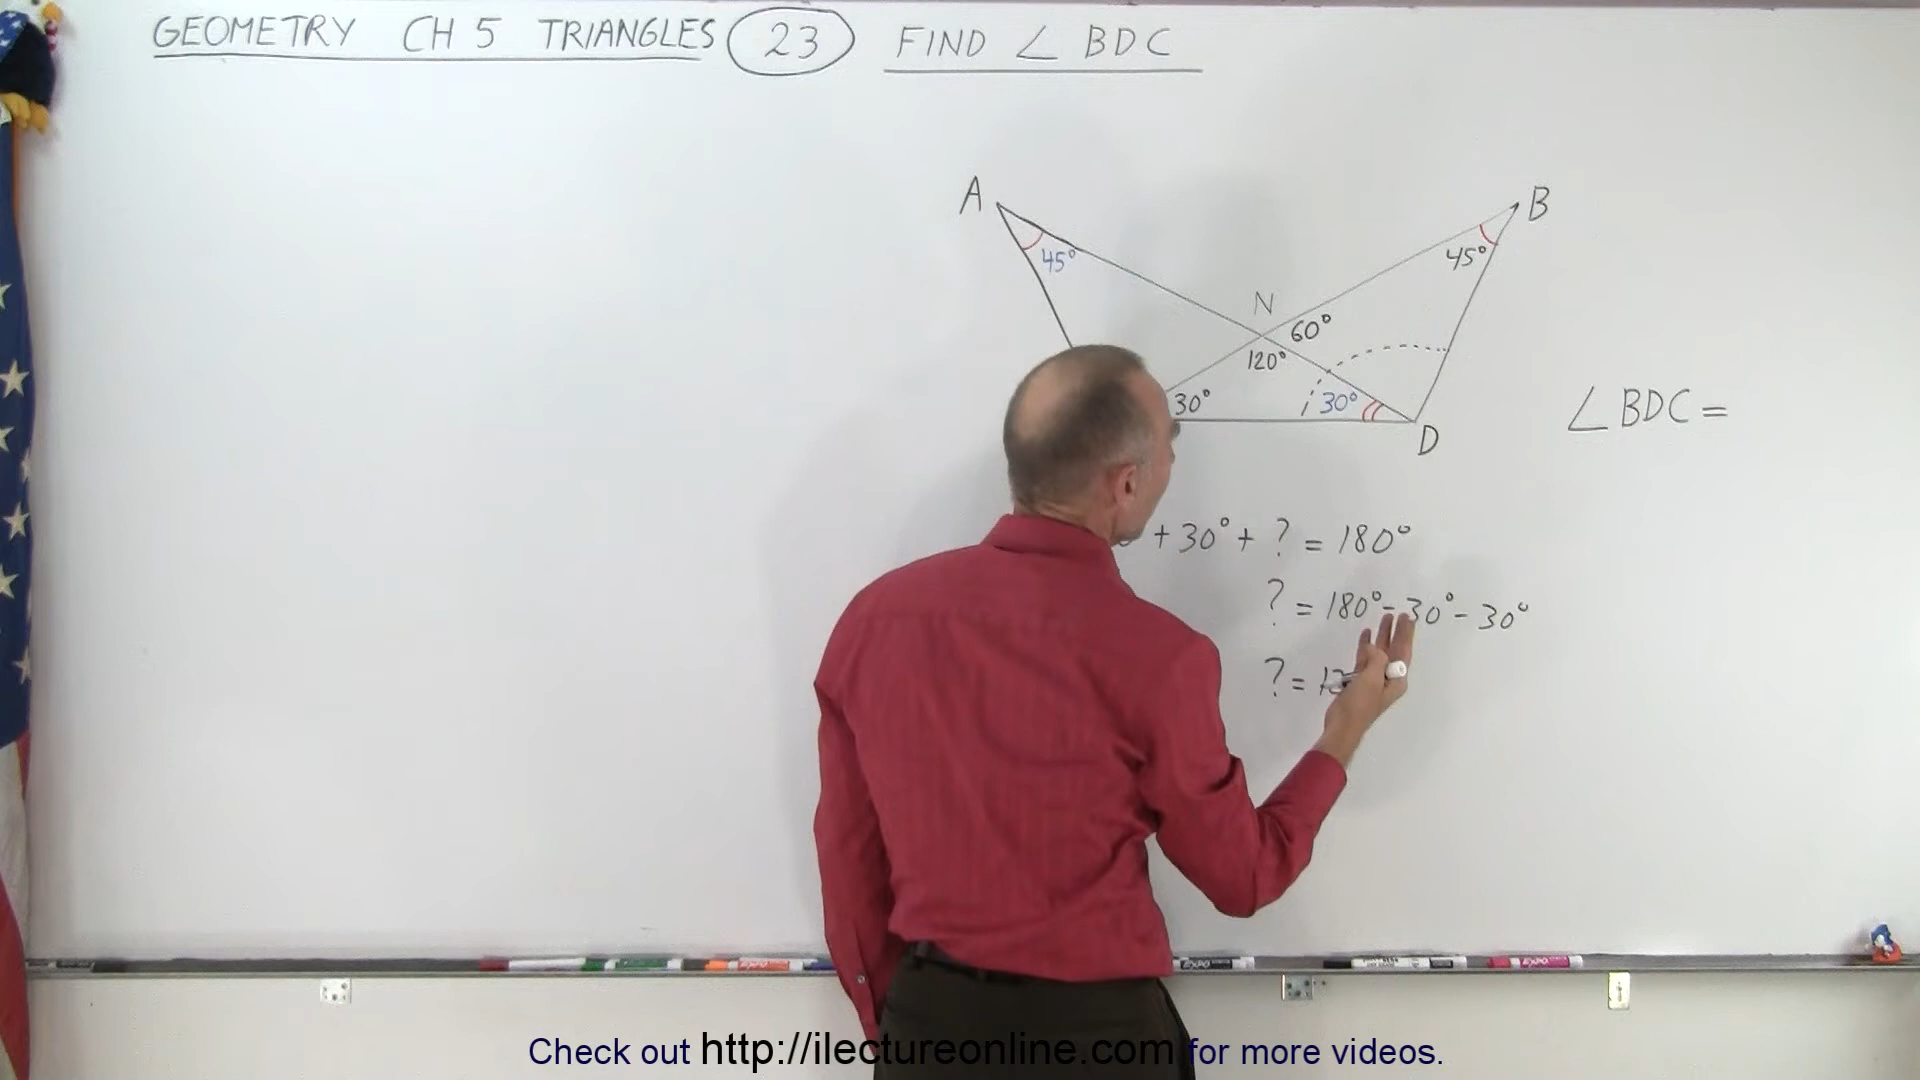 GEOMETRY CH 5 TRIANGLES 23 FIND ∠ BDC
A
B
45°
45°
N
60°
120°
30°
30°
D
∠BDC =
+ 30° + ? = 180°
? = 180° - 30° - 30°
? =
EXPO
Check out http://ilectureonline.com for more videos.